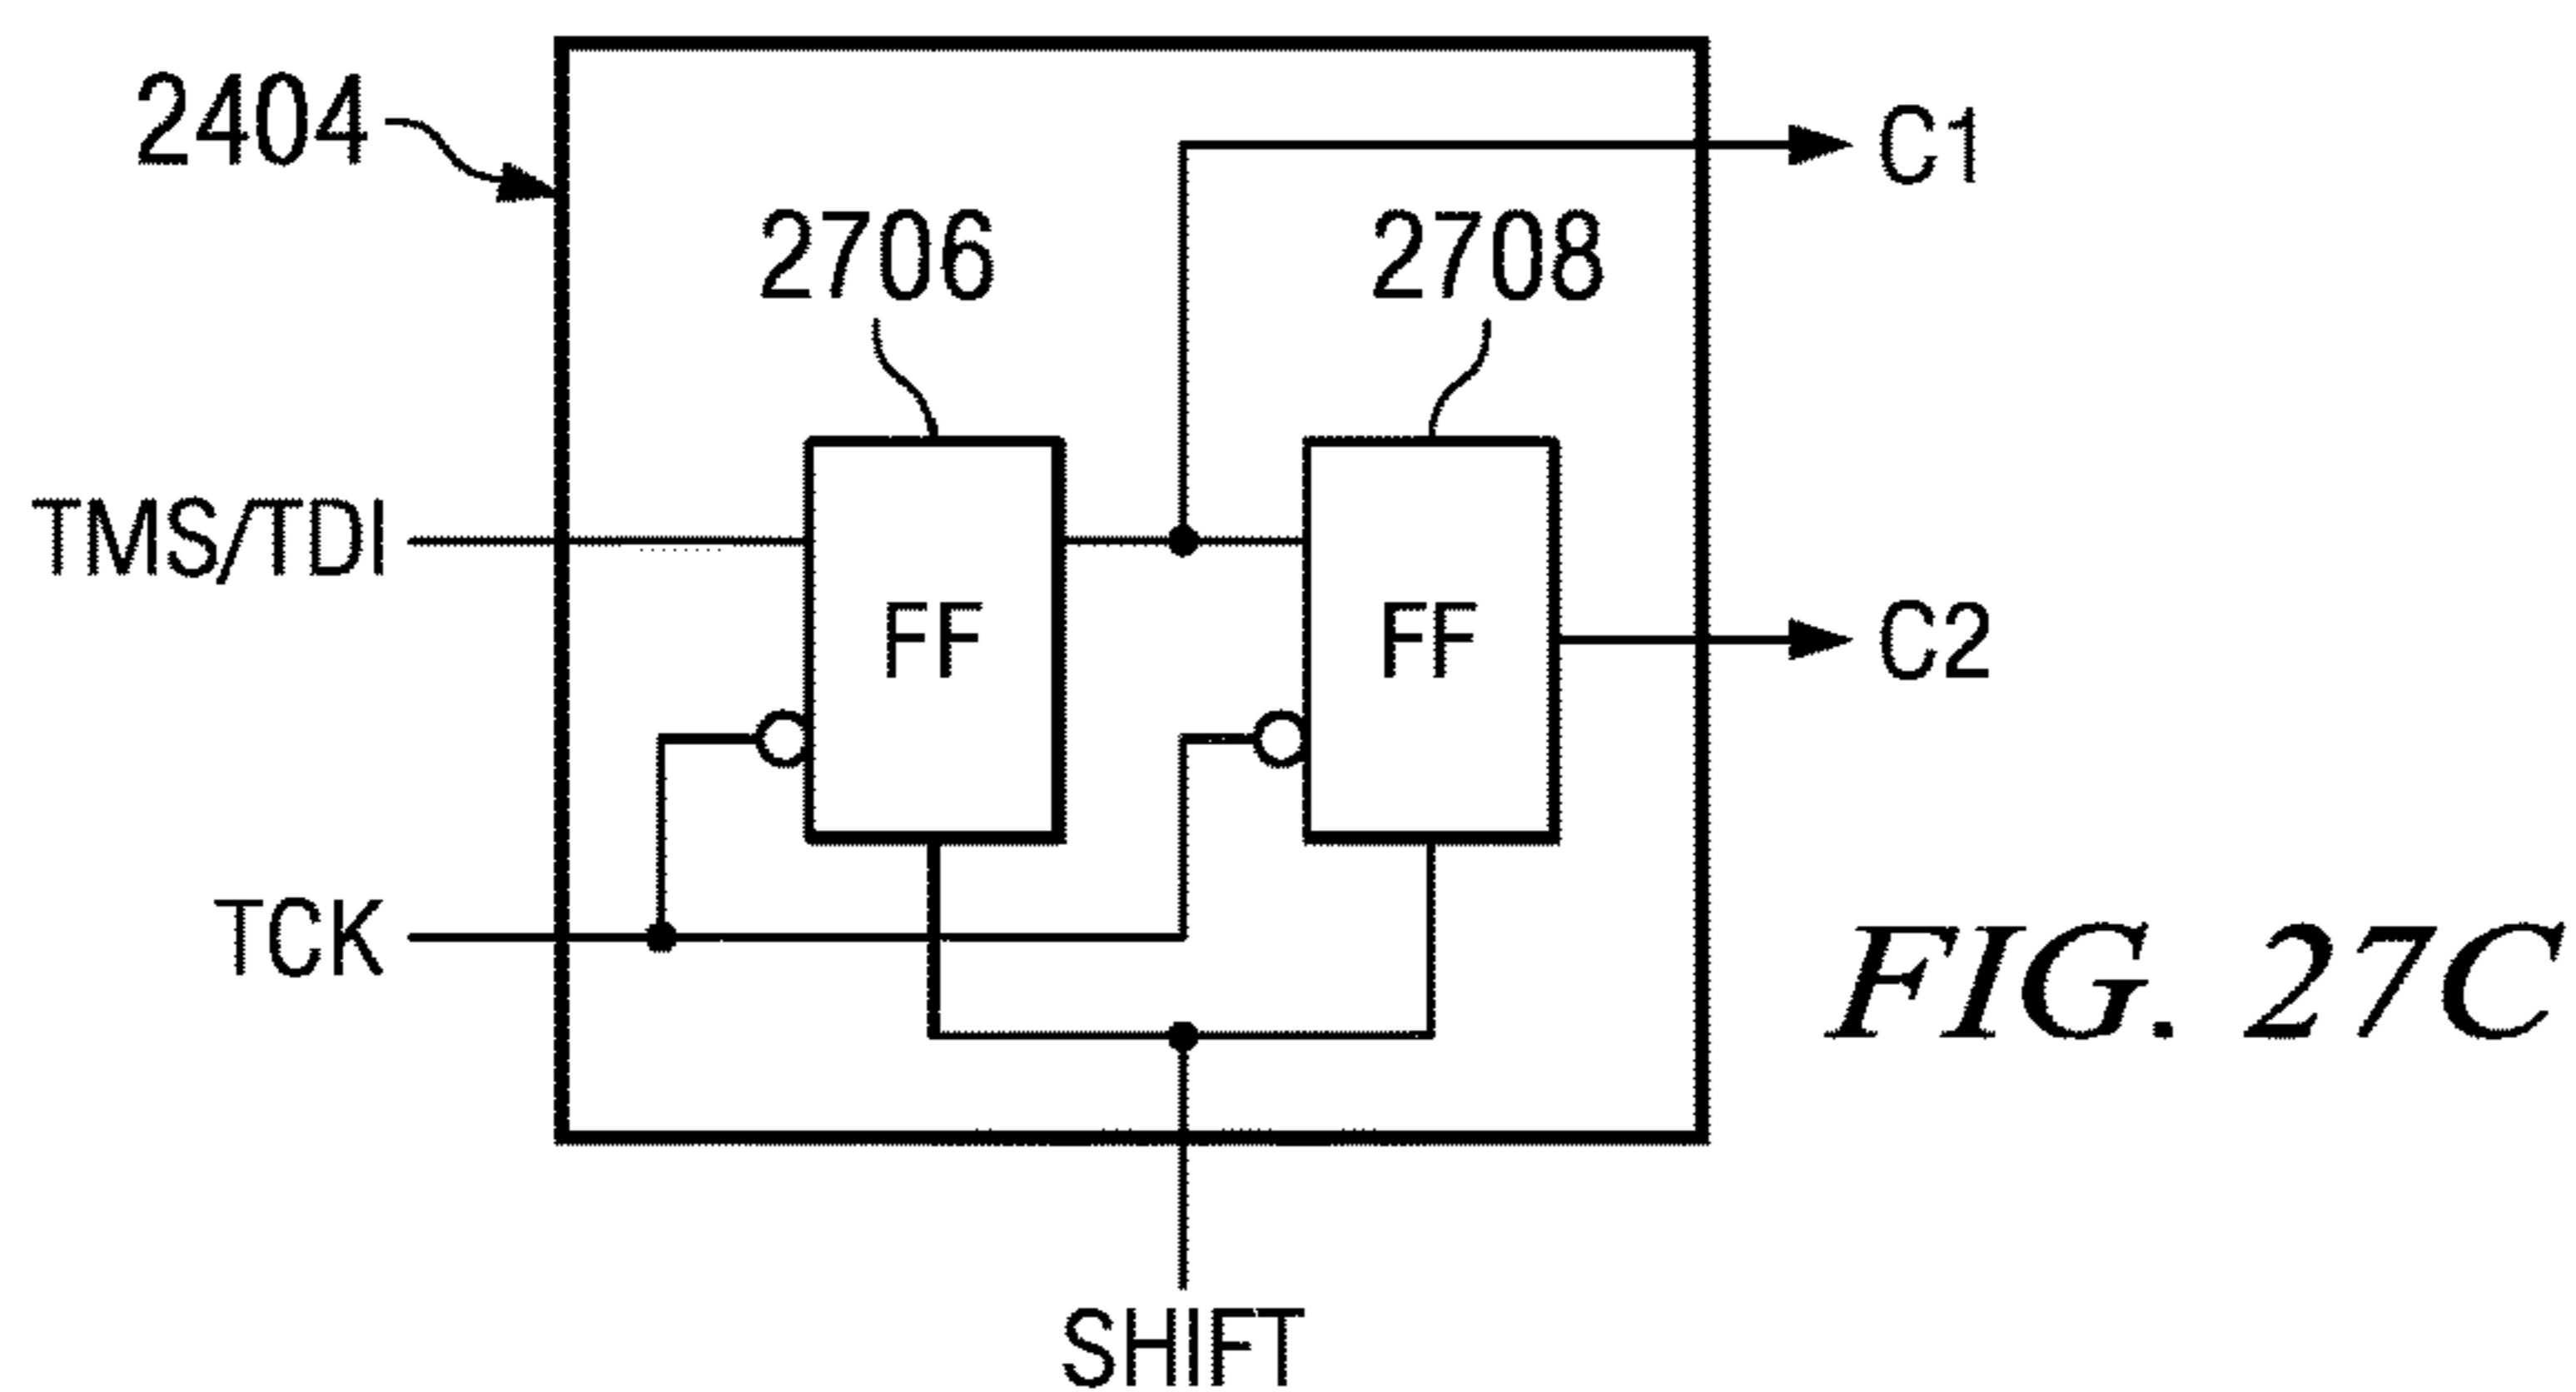 2404
C1
2706
2708
TMS/TDI
FF
FF
C2
TCK
FIG. 27C
SHIFT